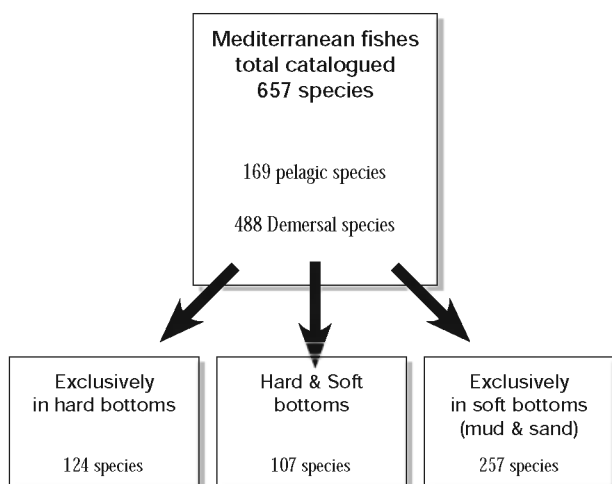 Mediterranean fishes
total catalogued
657 species
169 pelagic species
488 Demersal species
Exclusively
in hard bottoms
124 species
Hard & Soft
bottoms
107 species
Exclusively
in soft bottoms
(mud & sand)
257 species